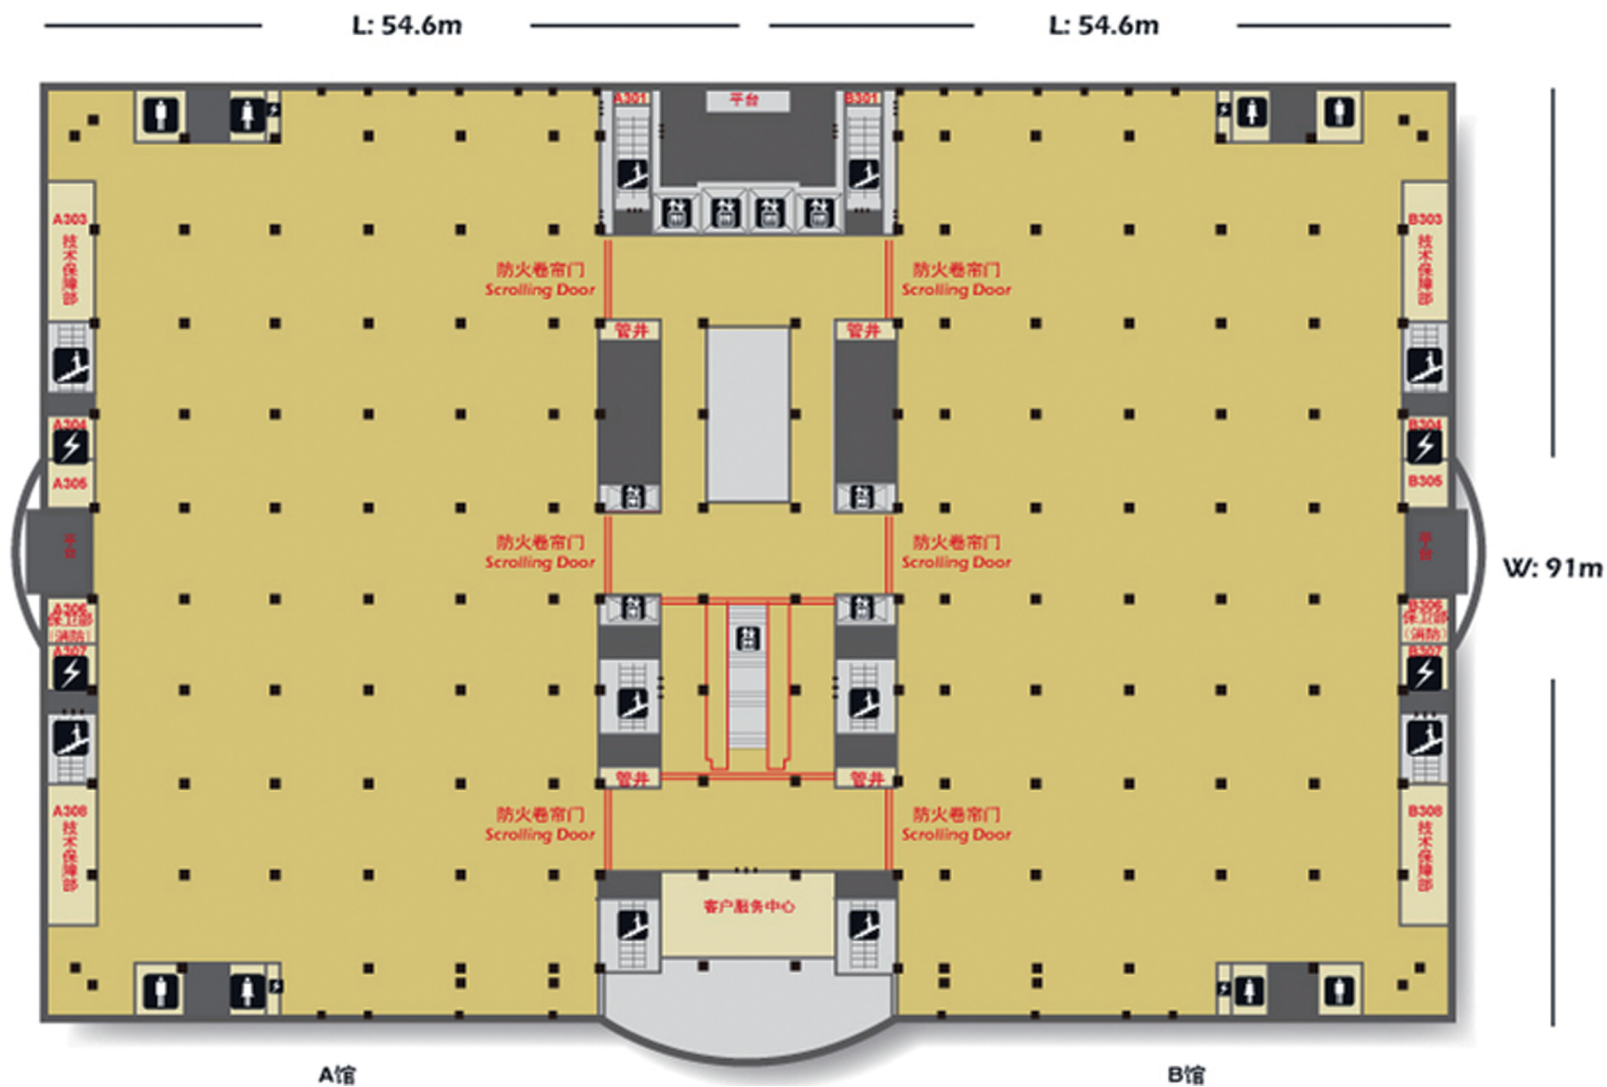 L: 54.6m
L: 54.6m
A301
平台
B301
A303
技术保障部
B303
技术保障部
防火卷帘门
Scrolling Door
防火卷帘门
Scrolling Door
管井
管井
A304
B304
A305
B305
平台
平台
防火卷帘门
Scrolling Door
防火卷帘门
Scrolling Door
W: 91m
A306
保卫部
(消防)
B306
保卫部
(消防)
A307
B307
管井
管井
A308
技术保障部
B308
技术保障部
防火卷帘门
Scrolling Door
防火卷帘门
Scrolling Door
客户服务中心
A馆
B馆